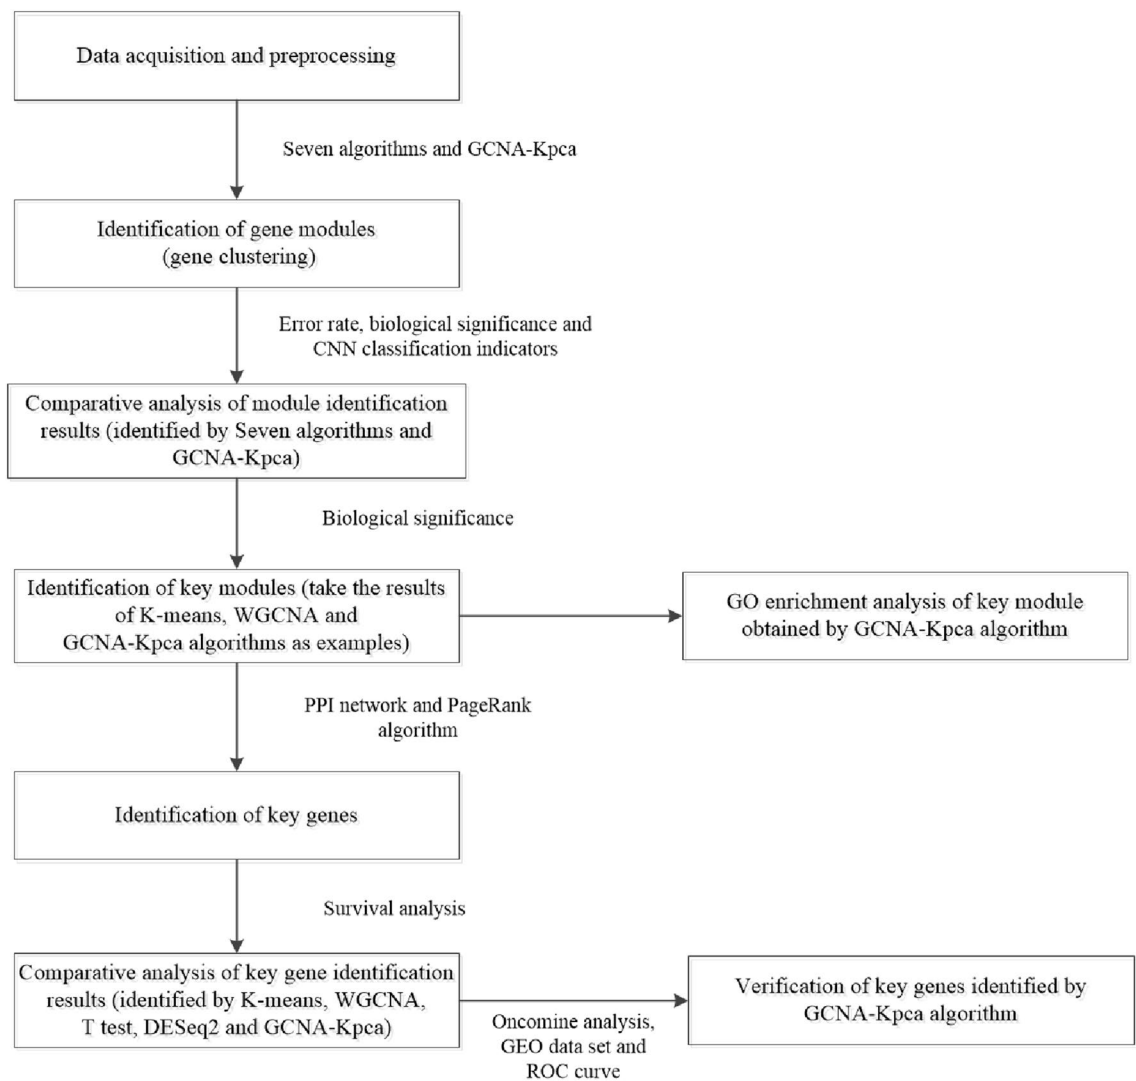 Data acquisition and preprocessing
Seven algorithms and GCNA-Kpca
Identification of gene modules
(gene clustering)
Error rate, biological significance and
CNN classification indicators
Comparative analysis of module identification
results (identified by Seven algorithms and
GCNA-Kpca)
Biological significance
Identification of key modules (take the results
of K-means, WGCNA and
GCNA-Kpca algorithms as examples)
GO enrichment analysis of key module
obtained by GCNA-Kpca algorithm
PPI network and PageRank
algorithm
Identification of key genes
Survival analysis
Comparative analysis of key gene identification
results (identified by K-means, WGCNA,
T test, DESeq2 and GCNA-Kpca)
Oncomine analysis,
GEO data set and
ROC curve
Verification of key genes identified by
GCNA-Kpca algorithm